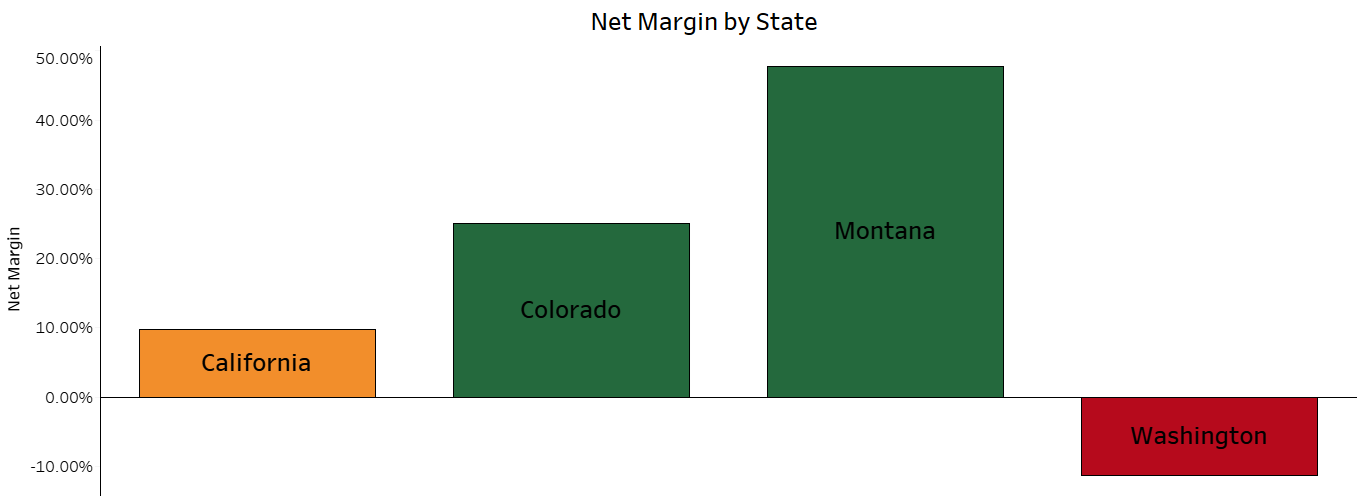 Net Margin by State
50.00%
40.00%
30.00%
20.00%
10.00%
0.00%
-10.00%
Net Margin
California
Colorado
Montana
Washington